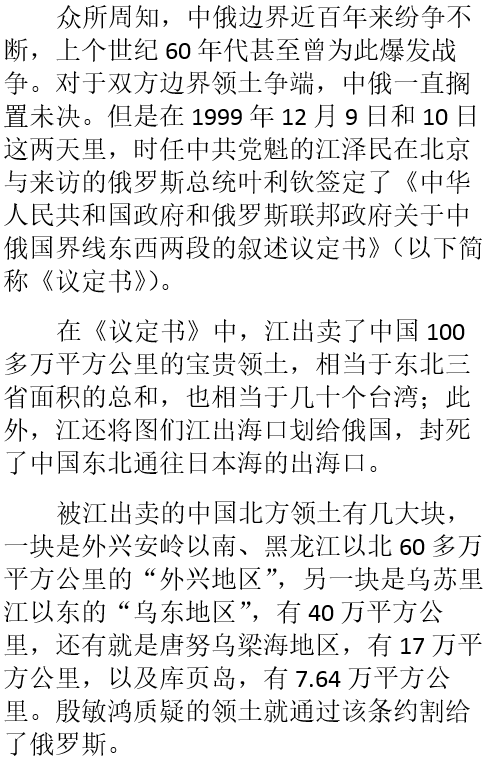 众所周知，中俄边界近百年来纷争不
断，上个世纪 60 年代甚至曾为此爆发战
争。对于双方边界领土争端，中俄一直搁
置未决。但是在 1999 年 12 月 9 日和 10 日
这两天里，时任中共党魁的江泽民在北京
与来访的俄罗斯总统叶利钦签定了《中华
人民共和国政府和俄罗斯联邦政府关于中
俄国界线东西两段的叙述议定书》（以下简
称《议定书》）。
在《议定书》中，江出卖了中国 100
多万平方公里的宝贵领土，相当于东北三
省面积的总和，也相当于几十个台湾；此
外，江还将图们江出海口划给俄国，封死
了中国东北通往日本海的出海口。
被江出卖的中国北方领土有几大块，
一块是外兴安岭以南、黑龙江以北 60 多万
平方公里的“外兴地区”，另一块是乌苏里
江以东的“乌东地区”，有 40 万平方公
里，还有就是唐努乌梁海地区，有 17 万平
方公里，以及库页岛，有 7.64 万平方公
里。殷敏鸿质疑的领土就通过该条约割给
了俄罗斯。